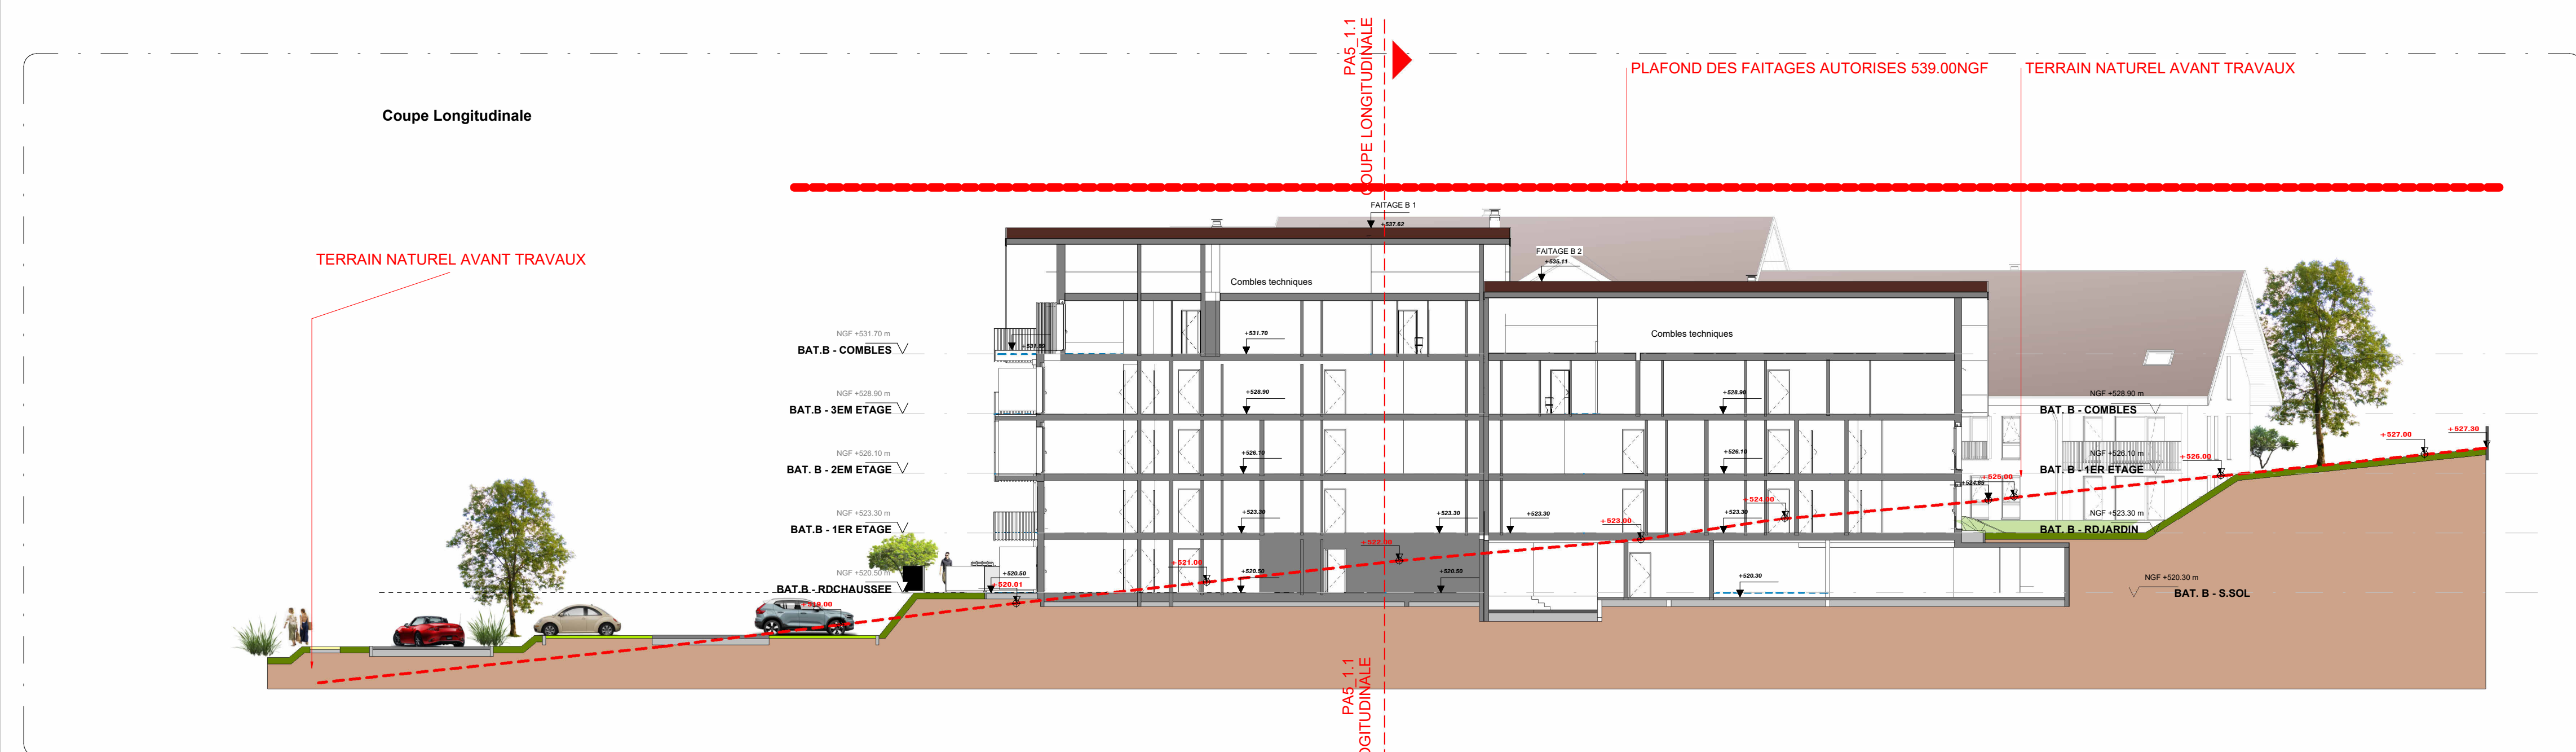 PA5_1.1
COUPE LONGITUDINALE
PLAFOND DES FAITAGES AUTORISES 539.00NGF
TERRAIN NATUREL AVANT TRAVAUX
Coupe Longitudinale
FAITAGE B 1
+537.62
TERRAIN NATUREL AVANT TRAVAUX
FAITAGE B 2
+535.11
Combles techniques
Combles techniques
NGF +531.70 m
BAT.B - COMBLES
+531.70
NGF +528.90 m
BAT.B - 3EM ETAGE
+528.90
+528.90
NGF +528.90 m
BAT. B - COMBLES
+527.00
+527.30
NGF +526.10 m
BAT. B - 2EM ETAGE
+526.10
+526.10
NGF +526.10 m
BAT. B - 1ER ETAGE
+526.00
+525.00
+524.00
NGF +523.30 m
BAT.B - 1ER ETAGE
+523.30
+523.30
+523.30
+523.00
+523.30
NGF +523.30 m
BAT. B - RDJARDIN
+522.00
+521.00
NGF +520.50 m
BAT.B - RDCHAUSSEE
+520.50
+520.01
+520.50
+520.50
+520.30
NGF +520.30 m
BAT. B - S.SOL
+519.00
PA5_1.1
OGITUDINALE